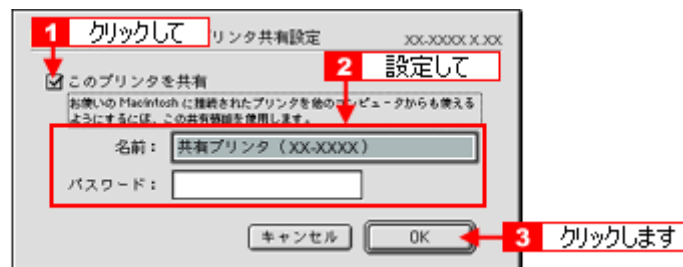 1 クリックして
リンタ共有設定 XX-XXXX X.XX
2 設定して
このプリンタを共有
お使いの Macintosh に接続されたプリンタを他のコンピュータからも使える
ようにするには、この共有機能を使用します。
名前： 共有プリンタ（XX-XXXX）
パスワード：
キャンセル OK
3 クリックします